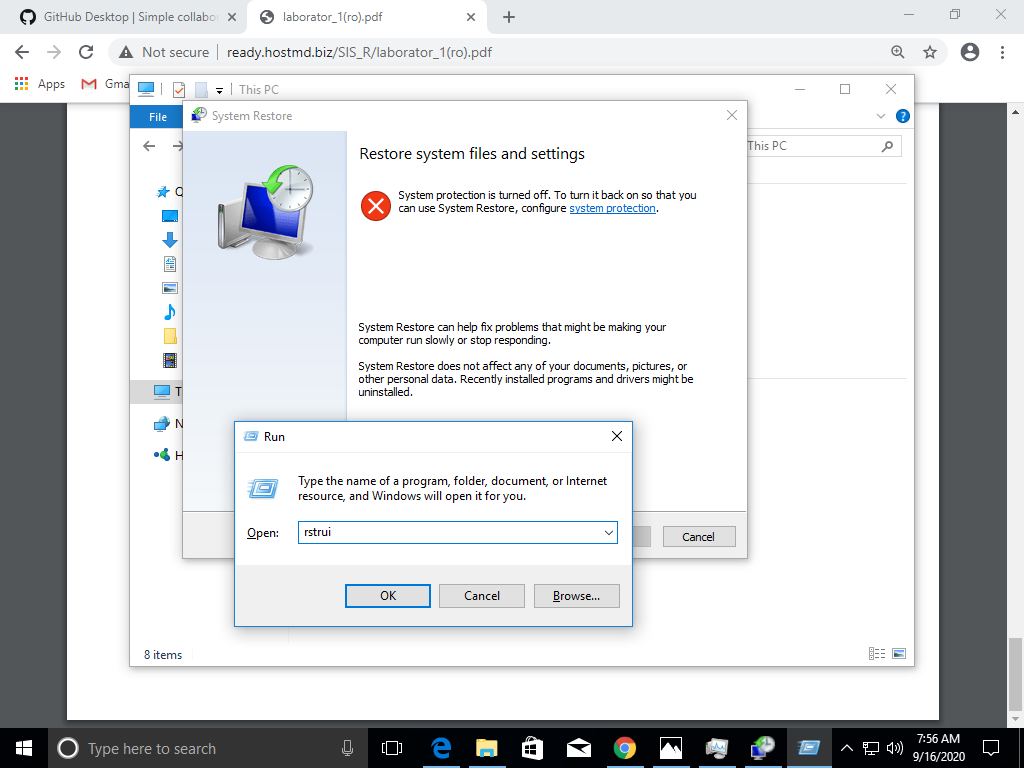 GitHub Desktop | Simple collabor
laborator_1(ro).pdf
Not secure
ready.hostmd.biz/SIS_R/laborator_1(ro).pdf
Apps
Gma
This PC
File
System Restore
This PC
Restore system files and settings
System protection is turned off. To turn it back on so that you
can use System Restore, configure system protection.
System Restore can help fix problems that might be making your
computer run slowly or stop responding.
System Restore does not affect any of your documents, pictures, or
other personal data. Recently installed programs and drivers might be
uninstalled.
Q
T
N
H
Cancel
Run
Type the name of a program, folder, document, or Internet
resource, and Windows will open it for you.
Open:
rstrui
OK
Cancel
Browse...
8 items
Type here to search
7:56 AM
9/16/2020